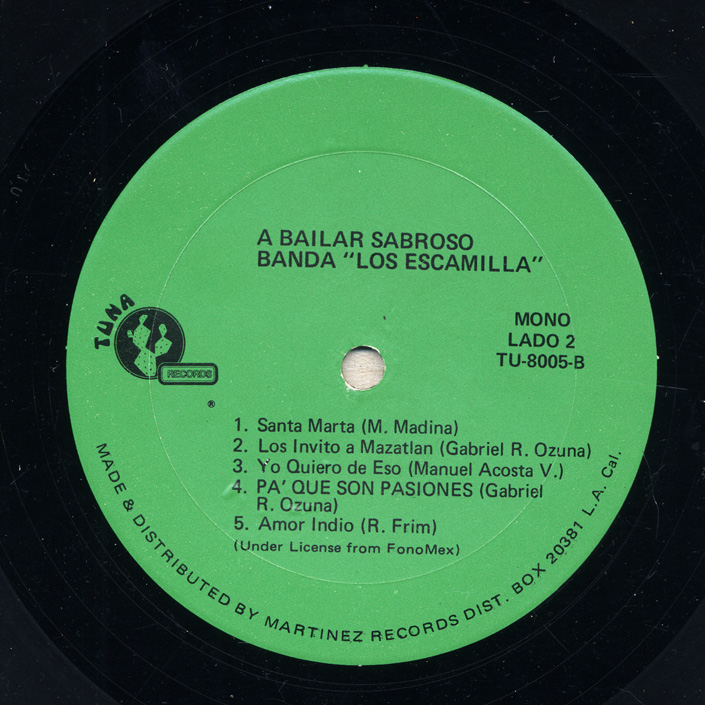 A BAILAR SABROSO
BANDA "LOS ESCAMILLA"
TUNA
RECORDS
®
MONO
LADO 2
TU-8005-B
1. Santa Marta (M. Madina)
2. Los Invito a Mazatlan (Gabriel R. Ozuna)
3. Yo Quiero de Eso (Manuel Acosta V.)
4. PA' QUE SON PASIONES (Gabriel
R. Ozuna)
5. Amor Indio (R. Frim)
(Under License from FonoMex)
MADE & DISTRIBUTED BY MARTINEZ RECORDS DIST. BOX 20381 L.A. Cal.